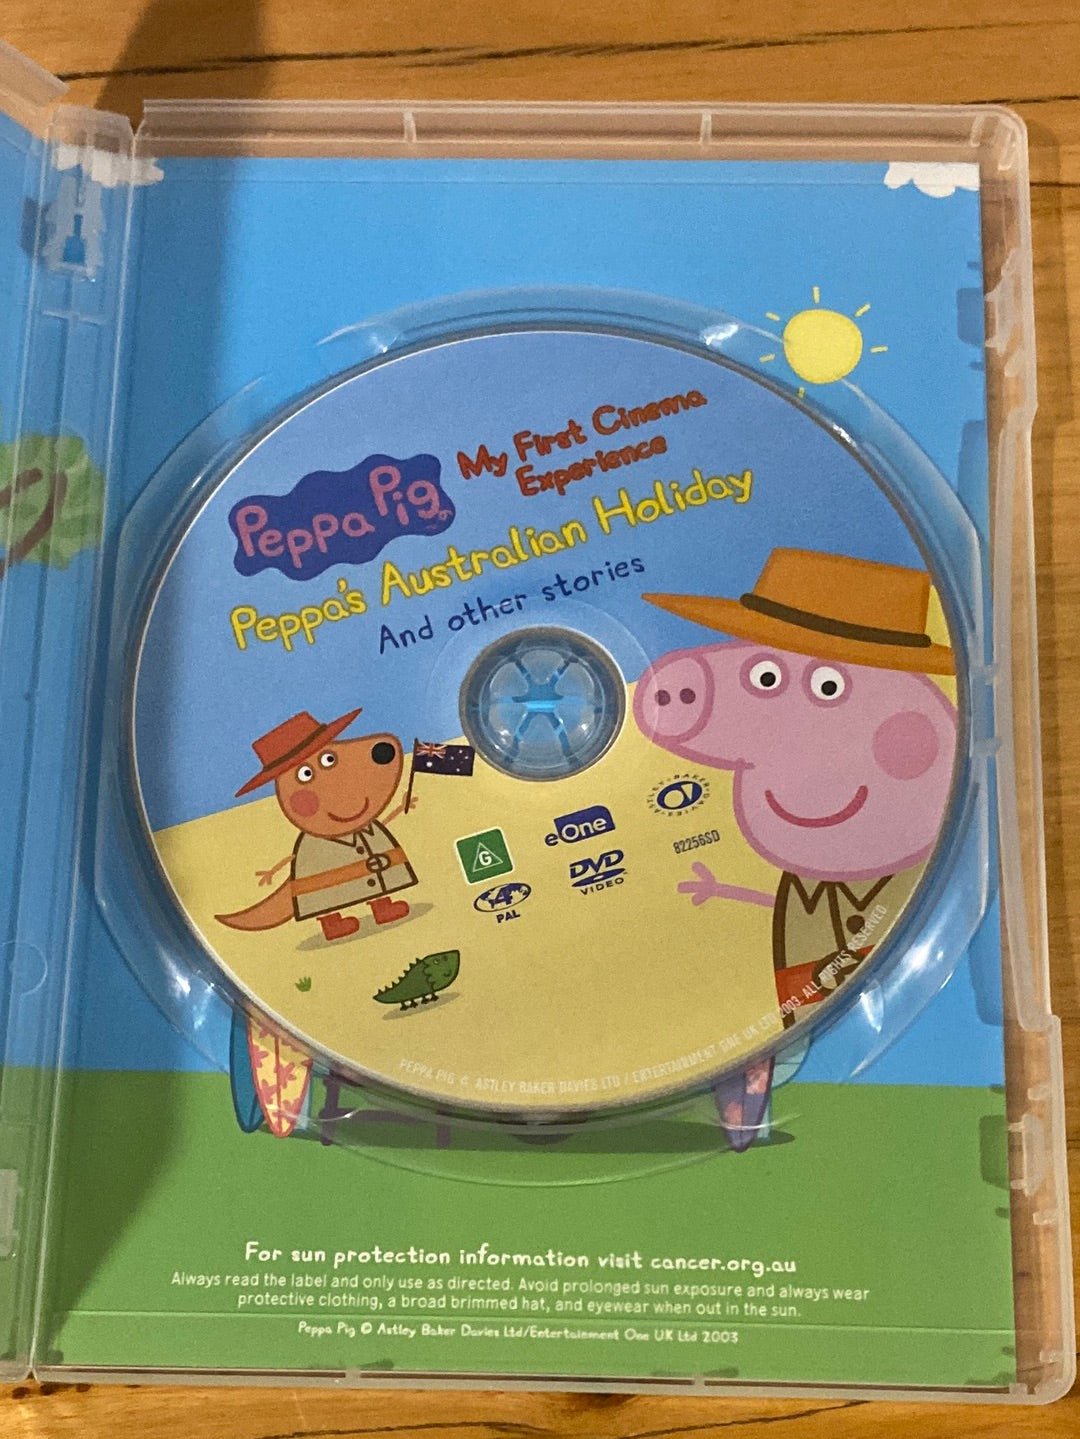 My First Cinema
Experience
Peppa Pig
Peppa's Australian Holiday
And other stories
ASTLEY · BAKER · DAVIES
eOne
G
DVD
VIDEO
82256SD
4
PAL
PEPPA PIG © ASTLEY BAKER DAVIES LTD / ENTERTAINMENT ONE UK LTD 2003. ALL RIGHTS RESERVED
For sun protection information visit cancer.org.au
Always read the label and only use as directed. Avoid prolonged sun exposure and always wear
protective clothing, a broad brimmed hat, and eyewear when out in the sun.
Peppa Pig © Astley Baker Davies Ltd/Entertainment One UK Ltd 2003